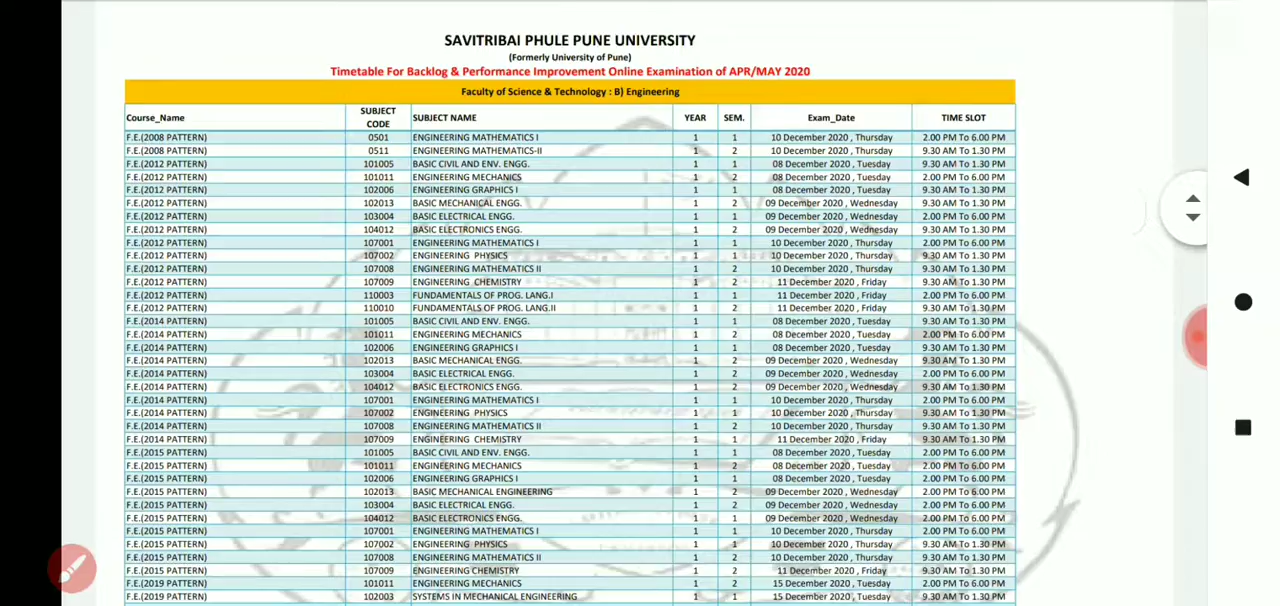 SAVITRIBAI PHULE PUNE UNIVERSITY
(Formerly University of Pune)
Timetable For Backlog & Performance Improvement Online Examination of APR/MAY 2020
Faculty of Science & Technology : B) Engineering
Course_Name SUBJECT CODE SUBJECT NAME YEAR SEM. Exam_Date TIME SLOT
F.E.(2008 PATTERN) 0501 ENGINEERING MATHEMATICS I 1 1 10 December 2020 , Thursday 2.00 PM To 6.00 PM
F.E.(2008 PATTERN) 0511 ENGINEERING MATHEMATICS-II 1 2 10 December 2020 , Thursday 9.30 AM To 1.30 PM
F.E.(2012 PATTERN) 101005 BASIC CIVIL AND ENV. ENGG. 1 1 08 December 2020 , Tuesday 9.30 AM To 1.30 PM
F.E.(2012 PATTERN) 101011 ENGINEERING MECHANICS 1 2 08 December 2020 , Tuesday 2.00 PM To 6.00 PM
F.E.(2012 PATTERN) 102006 ENGINEERING GRAPHICS I 1 1 08 December 2020 , Tuesday 9.30 AM To 1.30 PM
F.E.(2012 PATTERN) 102013 BASIC MECHANICAL ENGG. 1 2 09 December 2020 , Wednesday 9.30 AM To 1.30 PM
F.E.(2012 PATTERN) 103004 BASIC ELECTRICAL ENGG. 1 1 09 December 2020 , Wednesday 2.00 PM To 6.00 PM
F.E.(2012 PATTERN) 104012 BASIC ELECTRONICS ENGG. 1 2 09 December 2020 , Wednesday 9.30 AM To 1.30 PM
F.E.(2012 PATTERN) 107001 ENGINEERING MATHEMATICS I 1 1 10 December 2020 , Thursday 2.00 PM To 6.00 PM
F.E.(2012 PATTERN) 107002 ENGINEERING PHYSICS 1 1 10 December 2020 , Thursday 9.30 AM To 1.30 PM
F.E.(2012 PATTERN) 107008 ENGINEERING MATHEMATICS II 1 2 10 December 2020 , Thursday 9.30 AM To 1.30 PM
F.E.(2012 PATTERN) 107009 ENGINEERING CHEMISTRY 1 2 11 December 2020 , Friday 9.30 AM To 1.30 PM
F.E.(2012 PATTERN) 110003 FUNDAMENTALS OF PROG. LANG.I 1 1 11 December 2020 , Friday 2.00 PM To 6.00 PM
F.E.(2012 PATTERN) 110010 FUNDAMENTALS OF PROG. LANG.II 1 2 11 December 2020 , Friday 9.30 AM To 1.30 PM
F.E.(2014 PATTERN) 101005 BASIC CIVIL AND ENV. ENGG. 1 1 08 December 2020 , Tuesday 9.30 AM To 1.30 PM
F.E.(2014 PATTERN) 101011 ENGINEERING MECHANICS 1 2 08 December 2020 , Tuesday 2.00 PM To 6.00 PM
F.E.(2014 PATTERN) 102006 ENGINEERING GRAPHICS I 1 1 08 December 2020 , Tuesday 9.30 AM To 1.30 PM
F.E.(2014 PATTERN) 102013 BASIC MECHANICAL ENGG. 1 2 09 December 2020 , Wednesday 9.30 AM To 1.30 PM
F.E.(2014 PATTERN) 103004 BASIC ELECTRICAL ENGG. 1 2 09 December 2020 , Wednesday 2.00 PM To 6.00 PM
F.E.(2014 PATTERN) 104012 BASIC ELECTRONICS ENGG. 1 2 09 December 2020 , Wednesday 9.30 AM To 1.30 PM
F.E.(2014 PATTERN) 107001 ENGINEERING MATHEMATICS I 1 1 10 December 2020 , Thursday 2.00 PM To 6.00 PM
F.E.(2014 PATTERN) 107002 ENGINEERING PHYSICS 1 1 10 December 2020 , Thursday 9.30 AM To 1.30 PM
F.E.(2014 PATTERN) 107008 ENGINEERING MATHEMATICS II 1 2 10 December 2020 , Thursday 9.30 AM To 1.30 PM
F.E.(2014 PATTERN) 107009 ENGINEERING CHEMISTRY 1 1 11 December 2020 , Friday 9.30 AM To 1.30 PM
F.E.(2015 PATTERN) 101005 BASIC CIVIL AND ENV. ENGG. 1 1 08 December 2020 , Tuesday 2.00 PM To 6.00 PM
F.E.(2015 PATTERN) 101011 ENGINEERING MECHANICS 1 2 08 December 2020 , Tuesday 2.00 PM To 6.00 PM
F.E.(2015 PATTERN) 102006 ENGINEERING GRAPHICS I 1 1 08 December 2020 , Tuesday 2.00 PM To 6.00 PM
F.E.(2015 PATTERN) 102013 BASIC MECHANICAL ENGINEERING 1 2 09 December 2020 , Wednesday 2.00 PM To 6.00 PM
F.E.(2015 PATTERN) 103004 BASIC ELECTRICAL ENGG. 1 2 09 December 2020 , Wednesday 2.00 PM To 6.00 PM
F.E.(2015 PATTERN) 104012 BASIC ELECTRONICS ENGG. 1 1 09 December 2020 , Wednesday 2.00 PM To 6.00 PM
F.E.(2015 PATTERN) 107001 ENGINEERING MATHEMATICS I 1 1 10 December 2020 , Thursday 2.00 PM To 6.00 PM
F.E.(2015 PATTERN) 107002 ENGINEERING PHYSICS 1 1 10 December 2020 , Thursday 9.30 AM To 1.30 PM
F.E.(2015 PATTERN) 107008 ENGINEERING MATHEMATICS II 1 2 10 December 2020 , Thursday 2.00 PM To 6.00 PM
F.E.(2015 PATTERN) 107009 ENGINEERING CHEMISTRY 1 2 11 December 2020 , Friday 9.30 AM To 1.30 PM
F.E.(2019 PATTERN) 101011 ENGINEERING MECHANICS 1 2 15 December 2020 , Tuesday 2.00 PM To 6.00 PM
F.E.(2019 PATTERN) 102003 SYSTEMS IN MECHANICAL ENGINEERING 1 1 15 December 2020 , Tuesday 9.30 AM To 1.30 PM